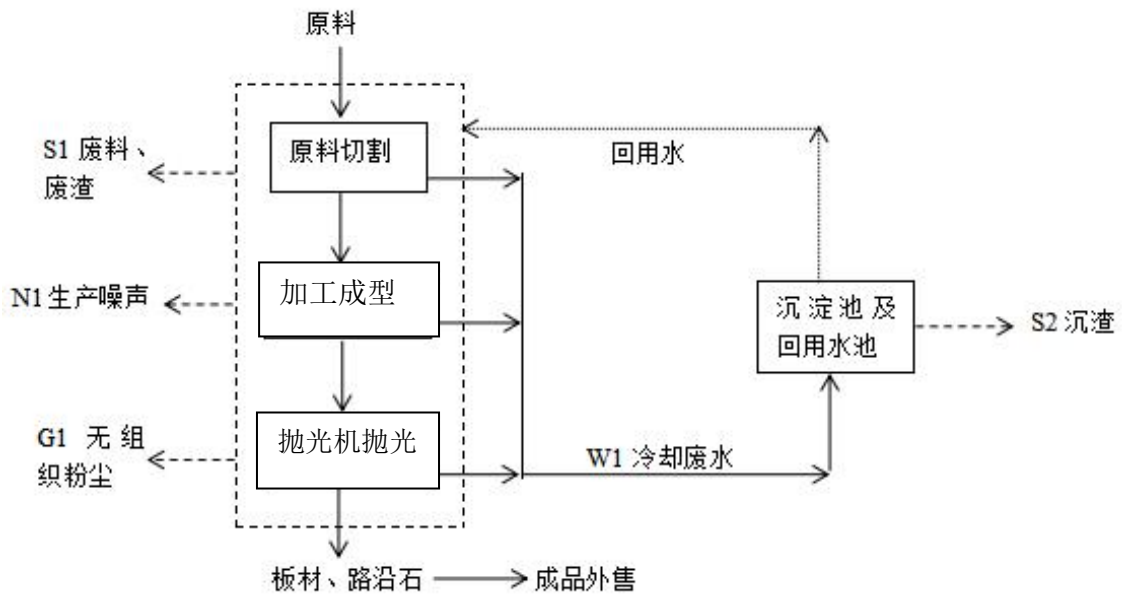 原料
原料切割
S1 废料、
废渣
回用水
N1 生产噪声
加工成型
沉淀池及
回用水池
S2 沉渣
G1 无组
织粉尘
抛光机抛光
W1 冷却废水
板材、路沿石
成品外售